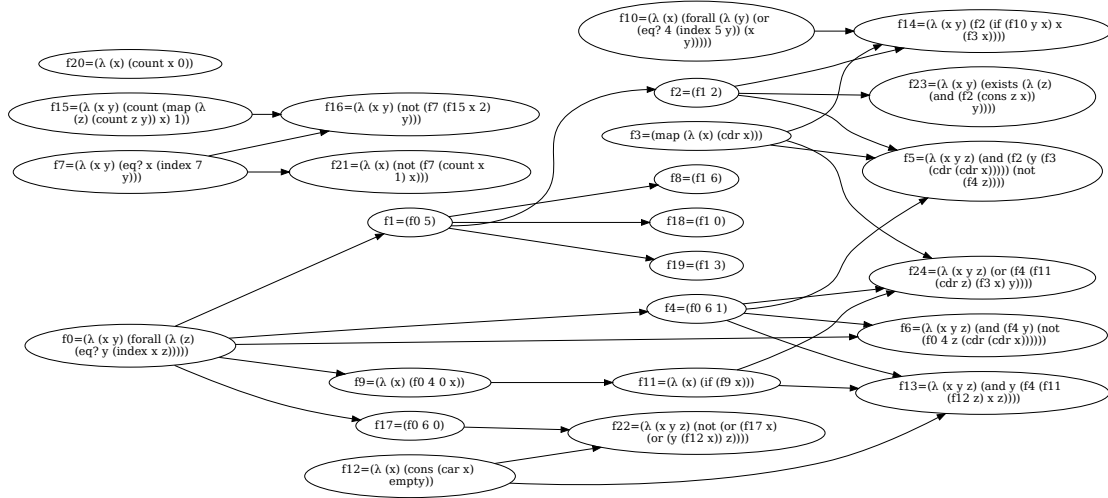 f10=(λ (x) (forall (λ (y) (or
(eq? 4 (index 5 y)) (x
y)))))
f14=(λ (x y) (f2 (if (f10 y x) x
(f3 x))))
f20=(λ (x) (count x 0))
f2=(f1 2)
f23=(λ (x y) (exists (λ (z)
(and (f2 (cons z x))
y))))
f15=(λ (x y) (count (map (λ
(z) (count z y)) x) 1))
f16=(λ (x y) (not (f7 (f15 x 2)
y)))
f3=(map (λ (x) (cdr x)))
f7=(λ (x y) (eq? x (index 7
y)))
f21=(λ (x) (not (f7 (count x
1) x)))
f5=(λ (x y z) (and (f2 (y (f3
(cdr (cdr x))))) (not
(f4 z))))
f8=(f1 6)
f1=(f0 5)
f18=(f1 0)
f19=(f1 3)
f24=(λ (x y z) (or (f4 (f11
(cdr z) (f3 x) y))))
f4=(f0 6 1)
f0=(λ (x y) (forall (λ (z)
(eq? y (index x z)))))
f6=(λ (x y z) (and (f4 y) (not
(f0 4 z (cdr (cdr x))))))
f9=(λ (x) (f0 4 0 x))
f11=(λ (x) (if (f9 x)))
f13=(λ (x y z) (and y (f4 (f11
(f12 z) x z))))
f17=(f0 6 0)
f22=(λ (x y z) (not (or (f17 x)
(or (y (f12 x)) z))))
f12=(λ (x) (cons (car x)
empty))